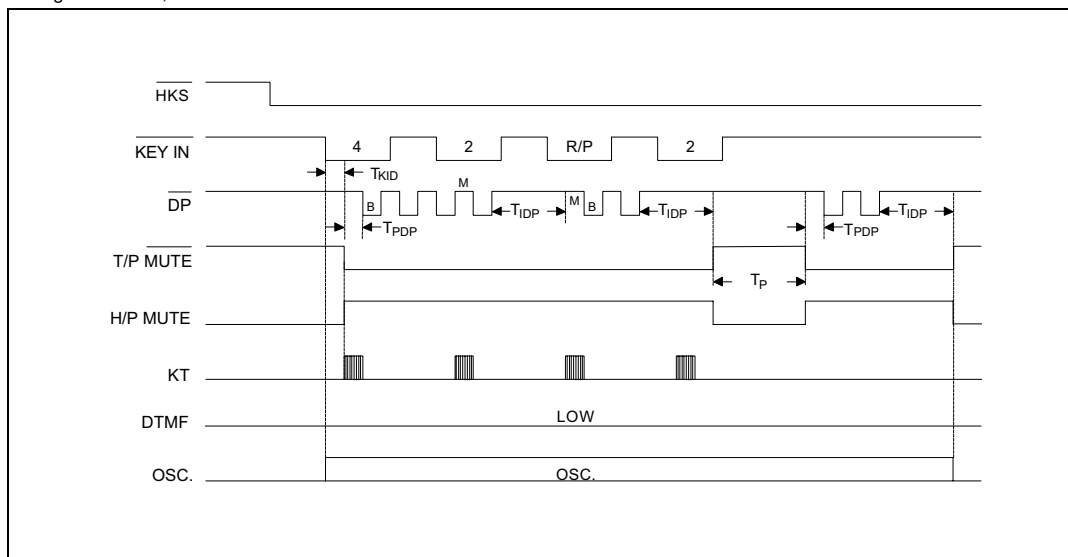 HKS
KEY IN 4 2 R/P 2
TKID
DP B M TIDP M B TIDP TIDP
TPDP TPDP
T/P MUTE
TP
H/P MUTE
KT
DTMF LOW
OSC. OSC.